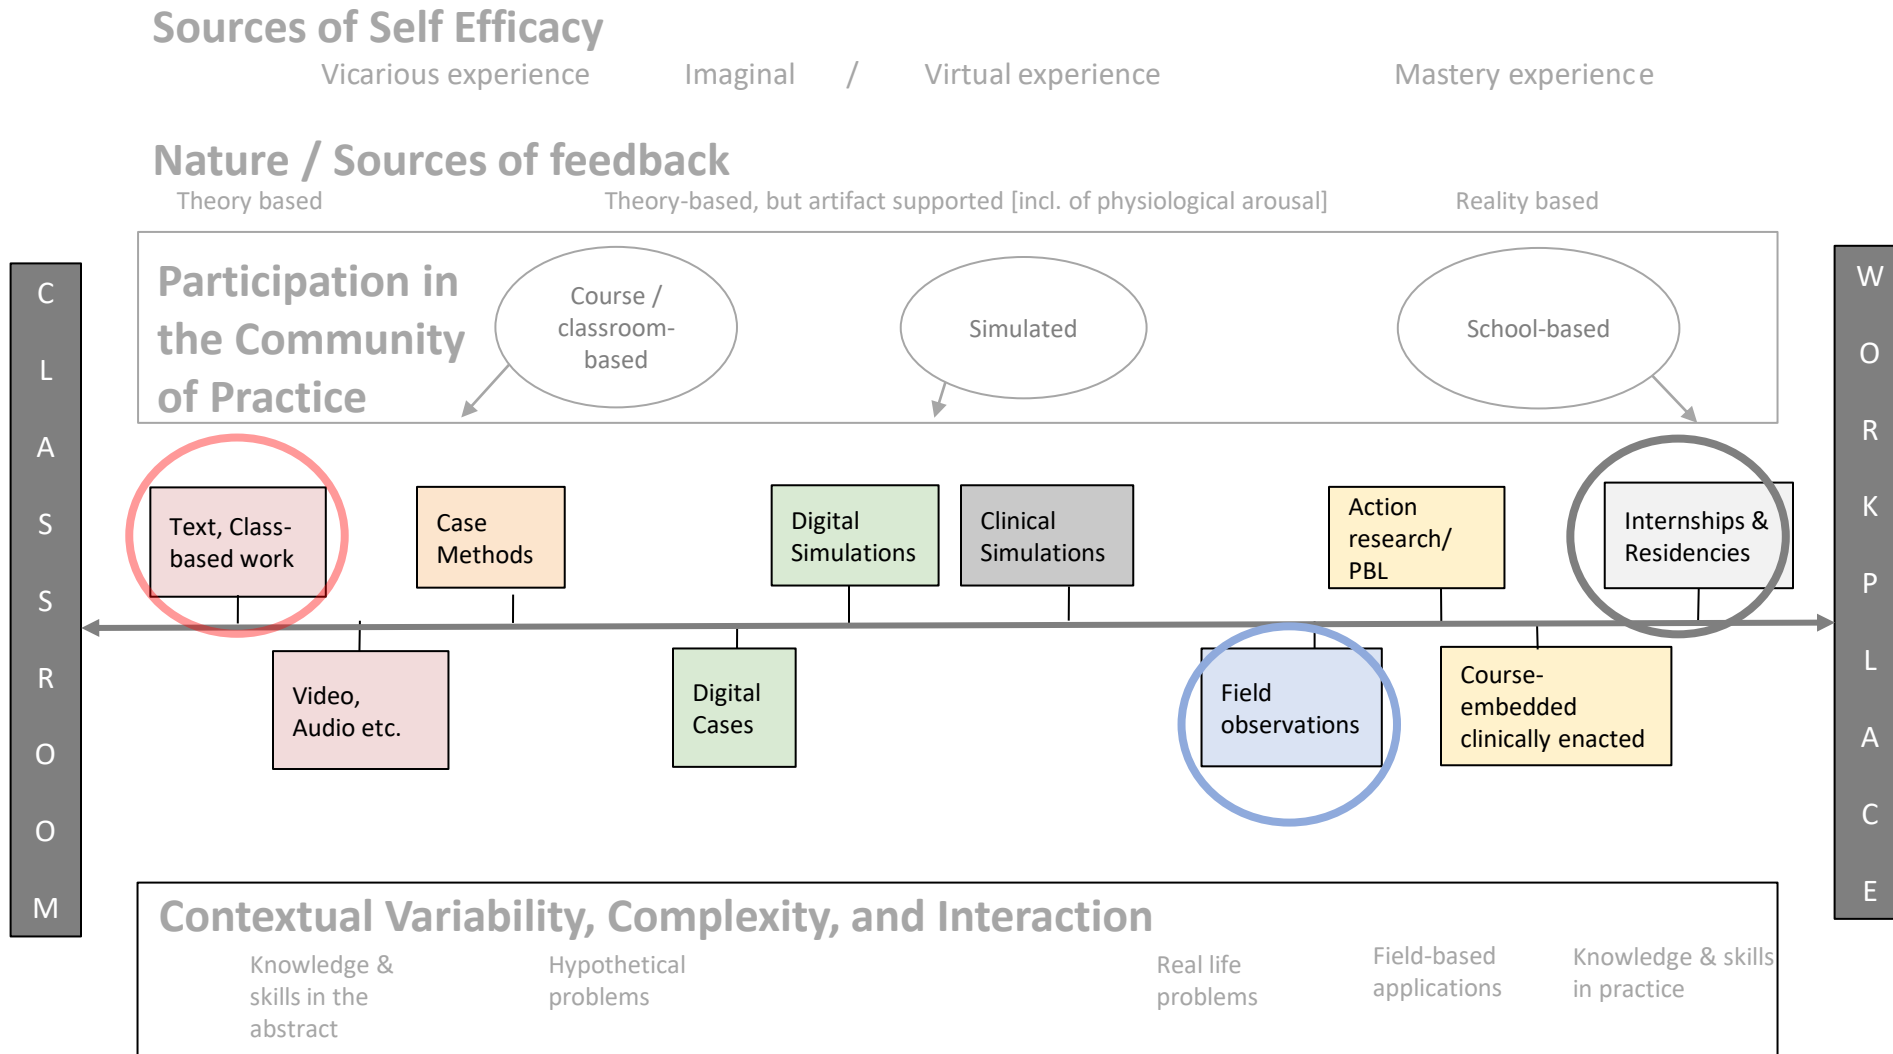 Sources of Self Efficacy
Vicarious experience Imaginal / Virtual experience Mastery experience
Nature / Sources of feedback
Theory based Theory-based, but artifact supported [incl. of physiological arousal] Reality based
CLASSROOM
Participation in
the Community
of Practice
Course /
classroom-
based
Simulated
School-based
WORKPLACE
Text, Class-
based work
Case
Methods
Digital
Simulations
Clinical
Simulations
Action
research/
PBL
Internships &
Residencies
Video,
Audio etc.
Digital
Cases
Field
observations
Course-
embedded
clinically enacted
Contextual Variability, Complexity, and Interaction
Knowledge &
skills in the
abstract
Hypothetical
problems
Real life
problems
Field-based
applications
Knowledge & skills
in practice